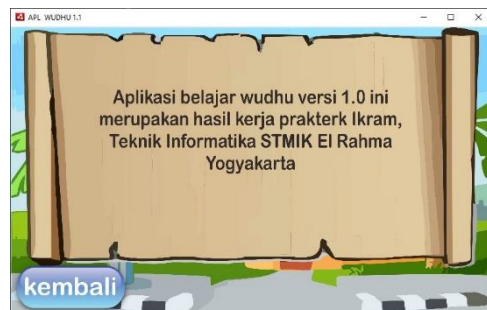 APL WUDHU 1.1
Aplikasi belajar wudhu versi 1.0 ini
merupakan hasil kerja prakterk Ikram,
Teknik Informatika STMIK El Rahma
Yogyakarta
kembali